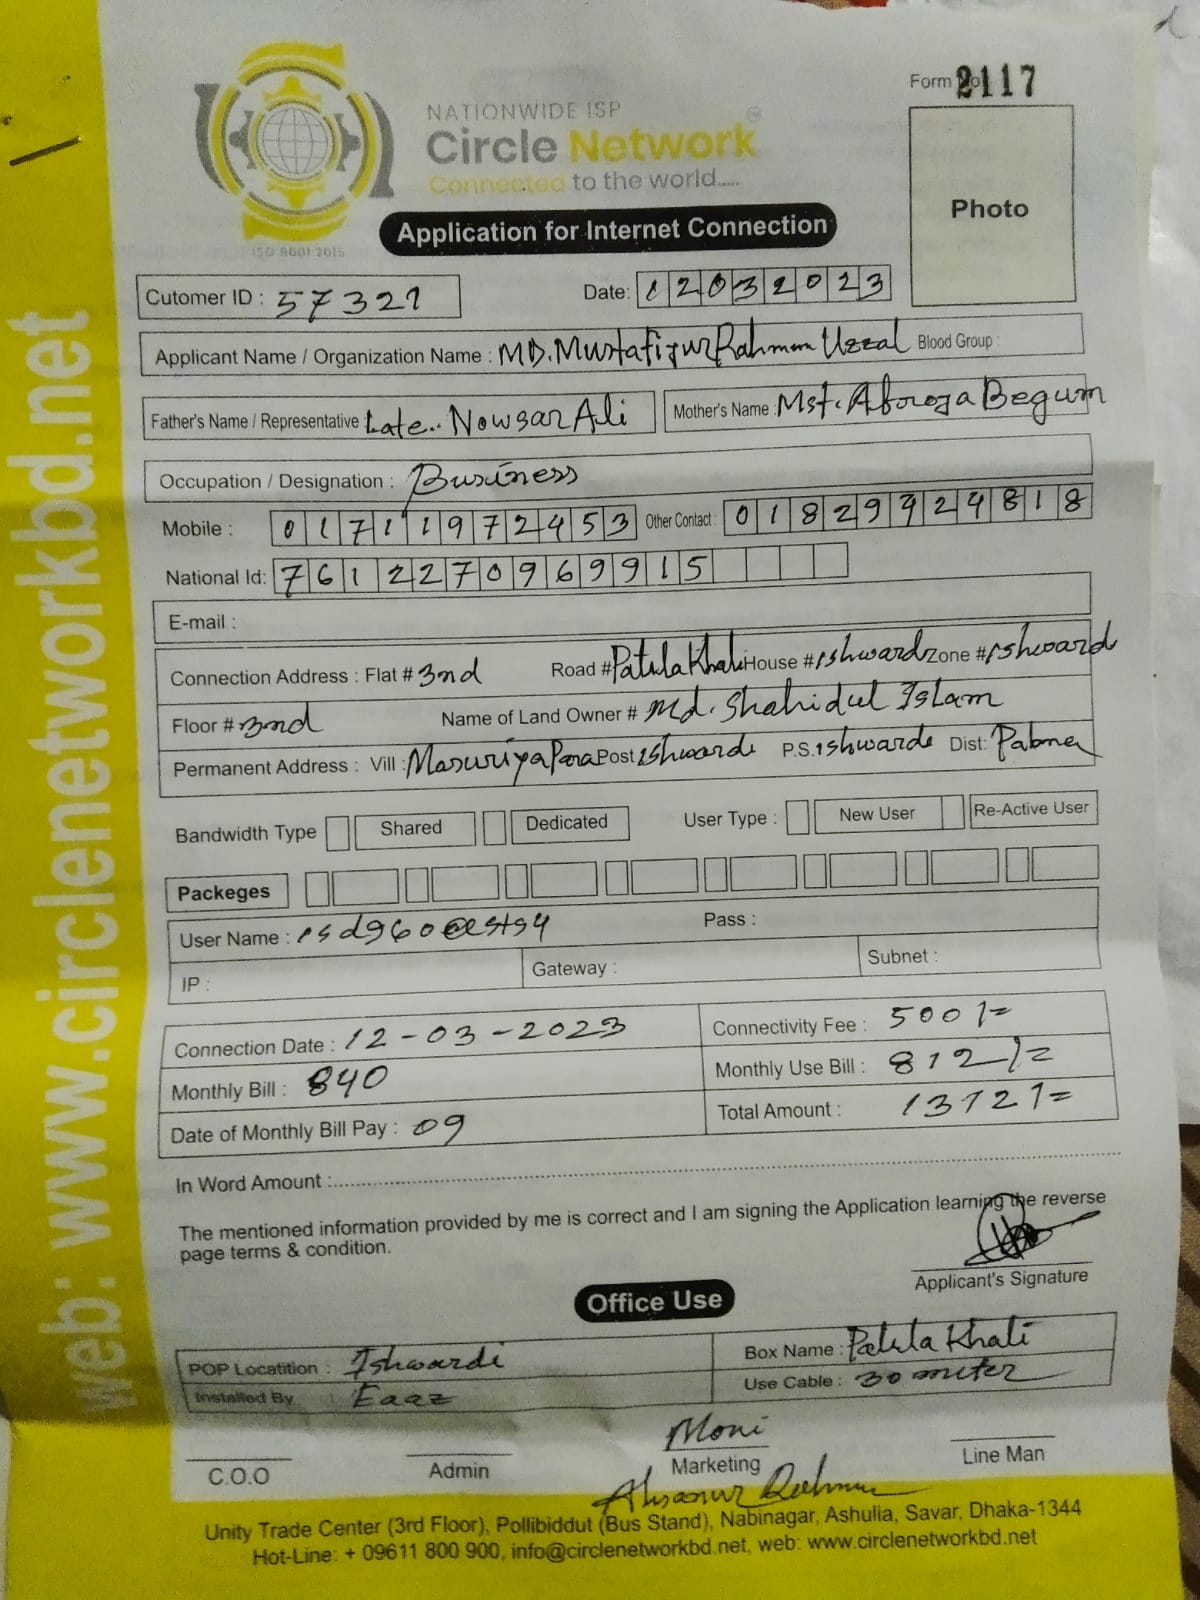 Form No. 2117
NATIONWIDE ISP
Circle Network
Connected to the world.....
ISO 9001:2015
Photo
Application for Internet Connection
Cutomer ID : 57321
Date: 12032023
Applicant Name / Organization Name : MD. Mustafizur Rahman Uzzal Blood Group :
Father's Name / Representative Late.. Nowsar Ali Mother's Name : Mst. Afroza Begum
Occupation / Designation : Business
Mobile : 01711972453 Other Contact : 01829924818
National Id: 7612270969915
E-mail :
Connection Address : Flat # 3nd Road # Patila Khali House # ishwardi Zone # ishward
Floor # 3nd Name of Land Owner # Md. Shahidul Islam
Permanent Address : Vill : Masuriya Para Post ishwardi P.S. ishwardi Dist: Pabna
Bandwidth Type Shared Dedicated User Type : New User Re-Active User
Packeges
User Name : Pass :
IP : Gateway : Subnet :
Connection Date : 12-03-2023 Connectivity Fee : 500/=
Monthly Bill : 840 Monthly Use Bill : 812/=
Date of Monthly Bill Pay : 09 Total Amount : 1312/=
In Word Amount :
The mentioned information provided by me is correct and I am signing the Application learning the reverse
page terms & condition.
Applicant's Signature
Office Use
POP Locatition : Ishwardi Box Name : Patila Khali
Installed By Eaaz Use Cable : 30 meter
Moni
C.O.O Admin Marketing Line Man
Ahsanur Rahman
Unity Trade Center (3rd Floor), Pollibiddut (Bus Stand), Nabinagar, Ashulia, Savar, Dhaka-1344
Hot-Line: + 09611 800 900, info@circlenetworkbd.net, web: www.circlenetworkbd.net
web: www.circlenetworkbd.net